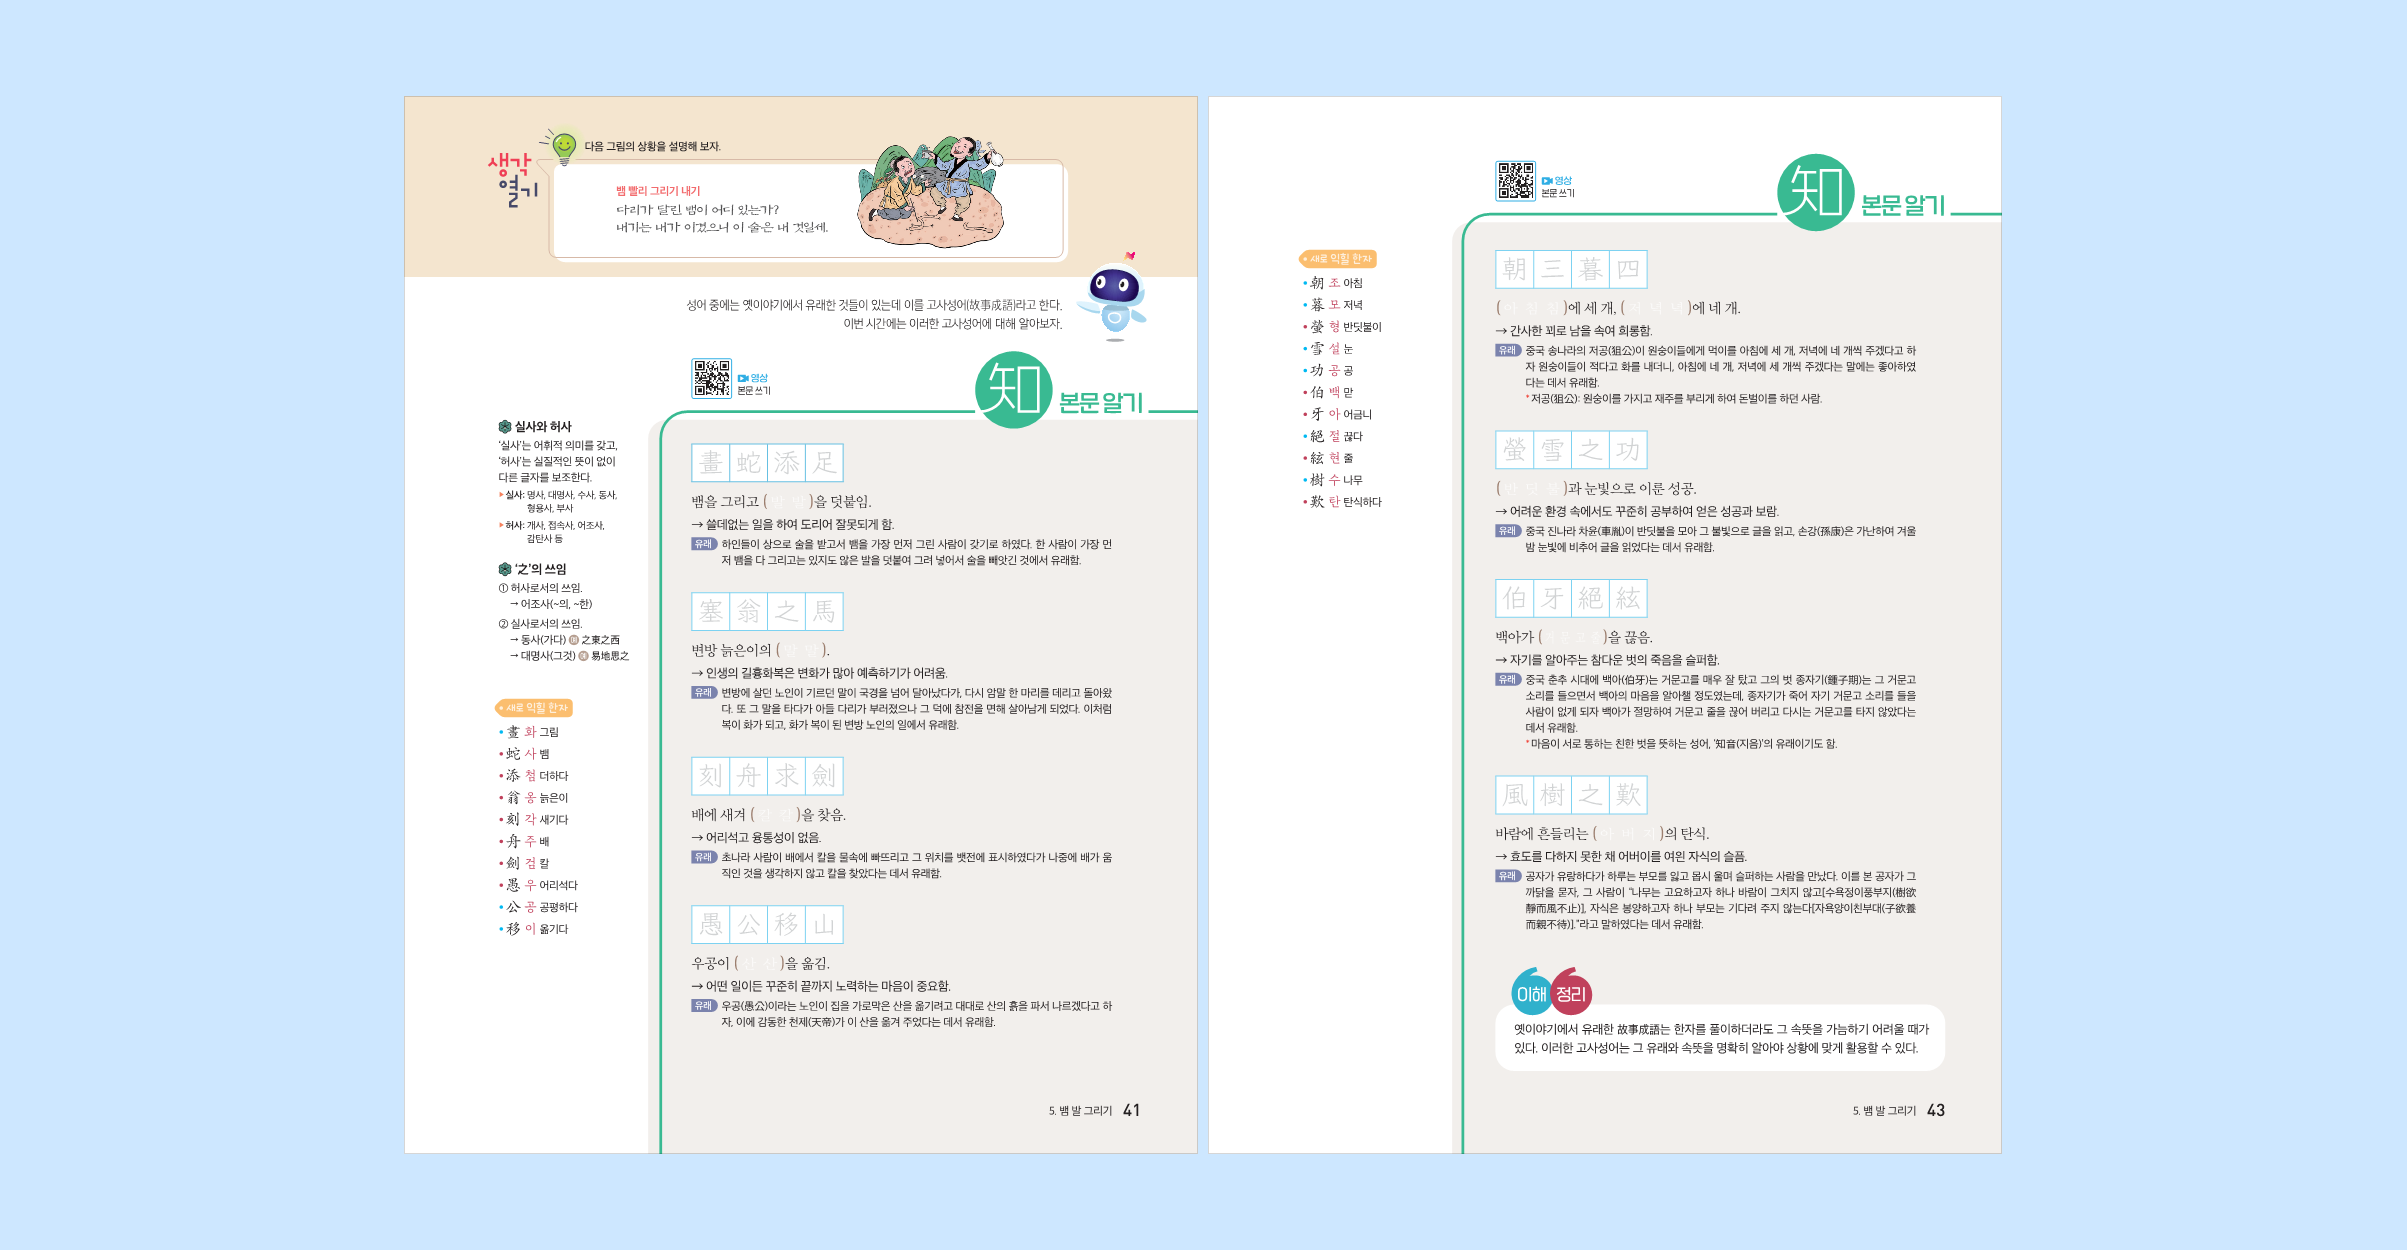 생각
열기
다음 그림의 상황을 설명해 보자.
뱀 빨리 그리기 내기
다리가 달린 뱀이 어디 있는가?
내기는 내가 이겼으니 이 술은 내 것일세.
성어 중에는 옛이야기에서 유래한 것들이 있는데 이를 고사성어(故事成語)라고 한다.
이번 시간에는 이러한 고사성어에 대해 알아보자.
영상
본문 쓰기
知 본문 알기
실사와 허사
'실사'는 어휘적 의미를 갖고,
'허사'는 실질적인 뜻이 없이
다른 글자를 보조한다.
실사: 명사, 대명사, 수사, 동사,
형용사, 부사
허사: 개사, 접속사, 어조사,
감탄사 등
'之'의 쓰임
① 허사로서의 쓰임.
→ 어조사(~의, ~한)
② 실사로서의 쓰임.
→ 동사(가다) 예 之東之西
→ 대명사(그것) 예 易地思之
새로 익힐 한자
畫 화 그림
蛇 사 뱀
添 첨 더하다
翁 옹 늙은이
刻 각 새기다
舟 주 배
劍 검 칼
愚 우 어리석다
公 공 공평하다
移 이 옮기다
畫蛇添足
뱀을 그리고 ( )을 덧붙임.
→ 쓸데없는 일을 하여 도리어 잘못되게 함.
유래 하인들이 상으로 술을 받고서 뱀을 가장 먼저 그린 사람이 갖기로 하였다. 한 사람이 가장 먼
저 뱀을 다 그리고는 있지도 않은 발을 덧붙여 그려 넣어서 술을 빼앗긴 것에서 유래함.
塞翁之馬
변방 늙은이의 ( ).
→ 인생의 길흉화복은 변화가 많아 예측하기가 어려움.
유래 변방에 살던 노인이 기르던 말이 국경을 넘어 달아났다가, 다시 암말 한 마리를 데리고 돌아왔
다. 또 그 말을 타다가 아들 다리가 부러졌으나 그 덕에 참전을 면해 살아남게 되었다. 이처럼
복이 화가 되고, 화가 복이 된 변방 노인의 일에서 유래함.
刻舟求劍
배에 새겨 ( )을 찾음.
→ 어리석고 융통성이 없음.
유래 초나라 사람이 배에서 칼을 물속에 빠뜨리고 그 위치를 뱃전에 표시하였다가 나중에 배가 움
직인 것을 생각하지 않고 칼을 찾았다는 데서 유래함.
愚公移山
우공이 ( )을 옮김.
→ 어떤 일이든 꾸준히 끝까지 노력하는 마음이 중요함.
유래 우공(愚公)이라는 노인이 집을 가로막은 산을 옮기려고 대대로 산의 흙을 파서 나르겠다고 하
자, 이에 감동한 천제(天帝)가 이 산을 옮겨 주었다는 데서 유래함.
5. 뱀 발 그리기 41
영상
본문 쓰기
知 본문 알기
새로 익힐 한자
朝 조 아침
暮 모 저녁
螢 형 반딧불이
雪 설 눈
功 공 공
伯 백 맏
牙 아 어금니
絕 절 끊다
絃 현 줄
樹 수 나무
歎 탄 탄식하다
朝三暮四
( )에 세 개, ( )에 네 개.
→ 간사한 꾀로 남을 속여 희롱함.
유래 중국 송나라의 저공(狙公)이 원숭이들에게 먹이를 아침에 세 개, 저녁에 네 개씩 주겠다고 하
자 원숭이들이 적다고 화를 내더니, 아침에 네 개, 저녁에 세 개씩 주겠다는 말에는 좋아하였
다는 데서 유래함.
* 저공(狙公): 원숭이를 가지고 재주를 부리게 하여 돈벌이를 하던 사람.
螢雪之功
( )과 눈빛으로 이룬 성공.
→ 어려운 환경 속에서도 꾸준히 공부하여 얻은 성공과 보람.
유래 중국 진나라 차윤(車胤)이 반딧불을 모아 그 불빛으로 글을 읽고, 손강(孫康)은 가난하여 겨울
밤 눈빛에 비추어 글을 읽었다는 데서 유래함.
伯牙絕絃
백아가 ( )을 끊음.
→ 자기를 알아주는 참다운 벗의 죽음을 슬퍼함.
유래 중국 춘추 시대에 백아(伯牙)는 거문고를 매우 잘 탔고 그의 벗 종자기(鍾子期)는 그 거문고
소리를 들으면서 백아의 마음을 알아챌 정도였는데, 종자기가 죽어 자기 거문고 소리를 들을
사람이 없게 되자 백아가 절망하여 거문고 줄을 끊어 버리고 다시는 거문고를 타지 않았다는
데서 유래함.
* 마음이 서로 통하는 친한 벗을 뜻하는 성어, '知音(지음)'의 유래이기도 함.
風樹之歎
바람에 흔들리는 ( )의 탄식.
→ 효도를 다하지 못한 채 어버이를 여읜 자식의 슬픔.
유래 공자가 유랑하다가 하루는 부모를 잃고 몹시 울며 슬퍼하는 사람을 만났다. 이를 본 공자가 그
까닭을 묻자, 그 사람이 "나무는 고요하고자 하나 바람이 그치지 않고[수욕정이풍부지(樹欲
靜而風不止)], 자식은 봉양하고자 하나 부모는 기다려 주지 않는다[자욕양이친부대(子欲養
而親不待)]."라고 말하였다는 데서 유래함.
이해 정리
옛이야기에서 유래한 故事成語는 한자를 풀이하더라도 그 속뜻을 가늠하기 어려울 때가
있다. 이러한 고사성어는 그 유래와 속뜻을 명확히 알아야 상황에 맞게 활용할 수 있다.
5. 뱀 발 그리기 43